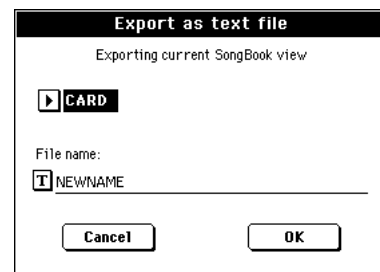 Export as text file
Exporting current SongBook view
CARD
File name:
T NEWNAME
Cancel OK